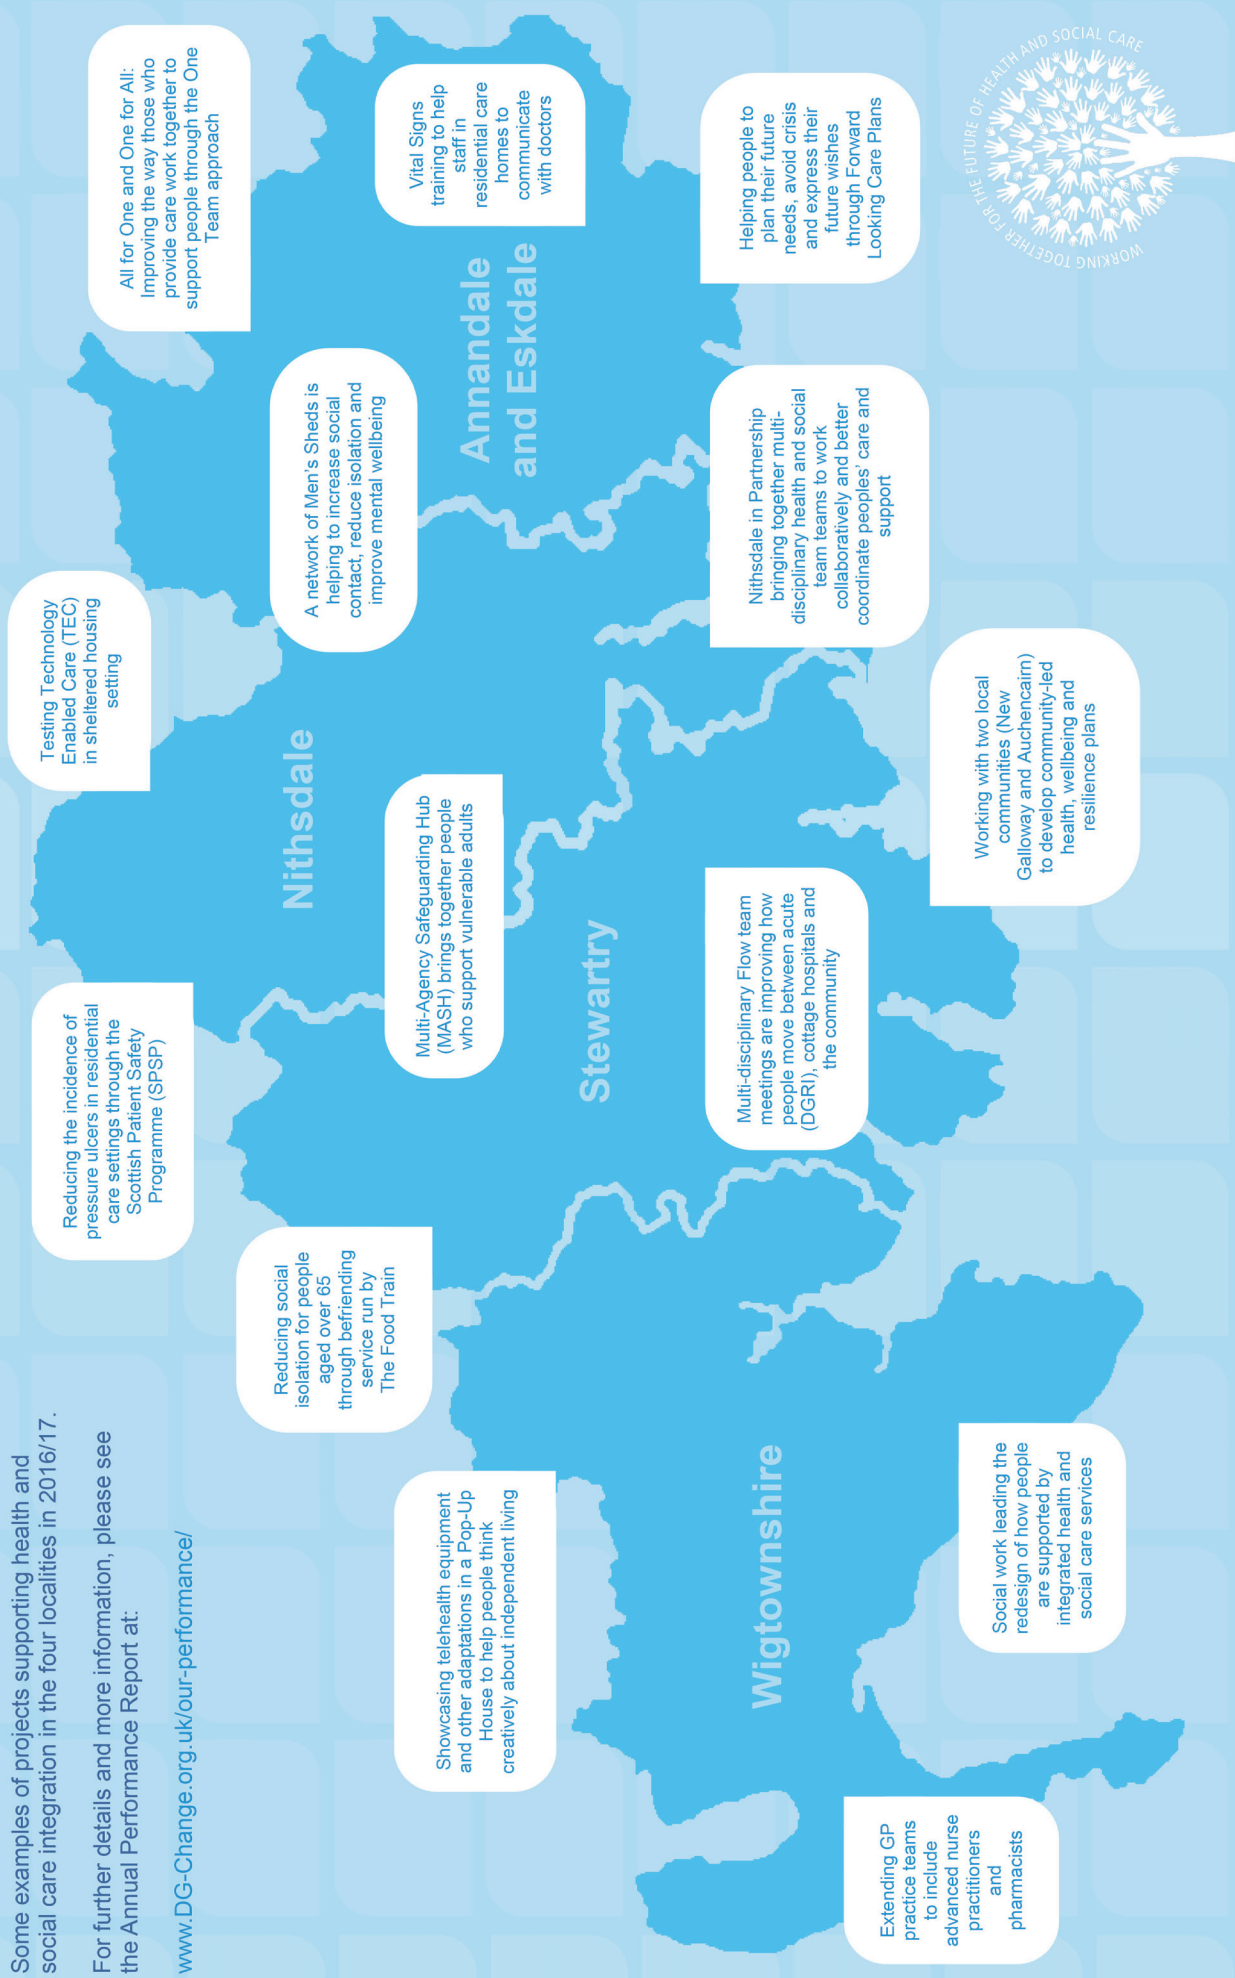 Some examples of projects supporting health and
social care integration in the four localities in 2016/17.
For further details and more information, please see
the Annual Performance Report at:
www.DG-Change.org.uk/our-performance/
Testing Technology
Enabled Care (TEC)
in sheltered housing
setting
Reducing the incidence of
pressure ulcers in residential
care settings through the
Scottish Patient Safety
Programme (SPSP)
All for One and One for All:
Improving the way those who
provide care work together to
support people through the One
Team approach
Reducing social
isolation for people
aged over 65
through befriending
service run by
The Food Train
Nithsdale
A network of Men's Sheds is
helping to increase social
contact, reduce isolation and
improve mental wellbeing
Vital Signs
training to help
staff in
residential care
homes to
communicate
with doctors
Showcasing telehealth equipment
and other adaptations in a Pop-Up
House to help people think
creatively about independent living
Multi-Agency Safeguarding Hub
(MASH) brings together people
who support vulnerable adults
Annandale
and Eskdale
Stewartry
Wigtownshire
Multi-disciplinary Flow team
meetings are improving how
people move between acute
(DGRI), cottage hospitals and
the community
Nithsdale in Partnership
bringing together multi-
disciplinary health and social
team teams to work
collaboratively and better
coordinate peoples' care and
support
Helping people to
plan their future
needs, avoid crisis
and express their
future wishes
through Forward
Looking Care Plans
Extending GP
practice teams
to include
advanced nurse
practitioners
and
pharmacists
Social work leading the
redesign of how people
are supported by
integrated health and
social care services
Working with two local
communities (New
Galloway and Auchencairn)
to develop community-led
health, wellbeing and
resilience plans
WORKING TOGETHER FOR THE FUTURE OF HEALTH AND SOCIAL CARE